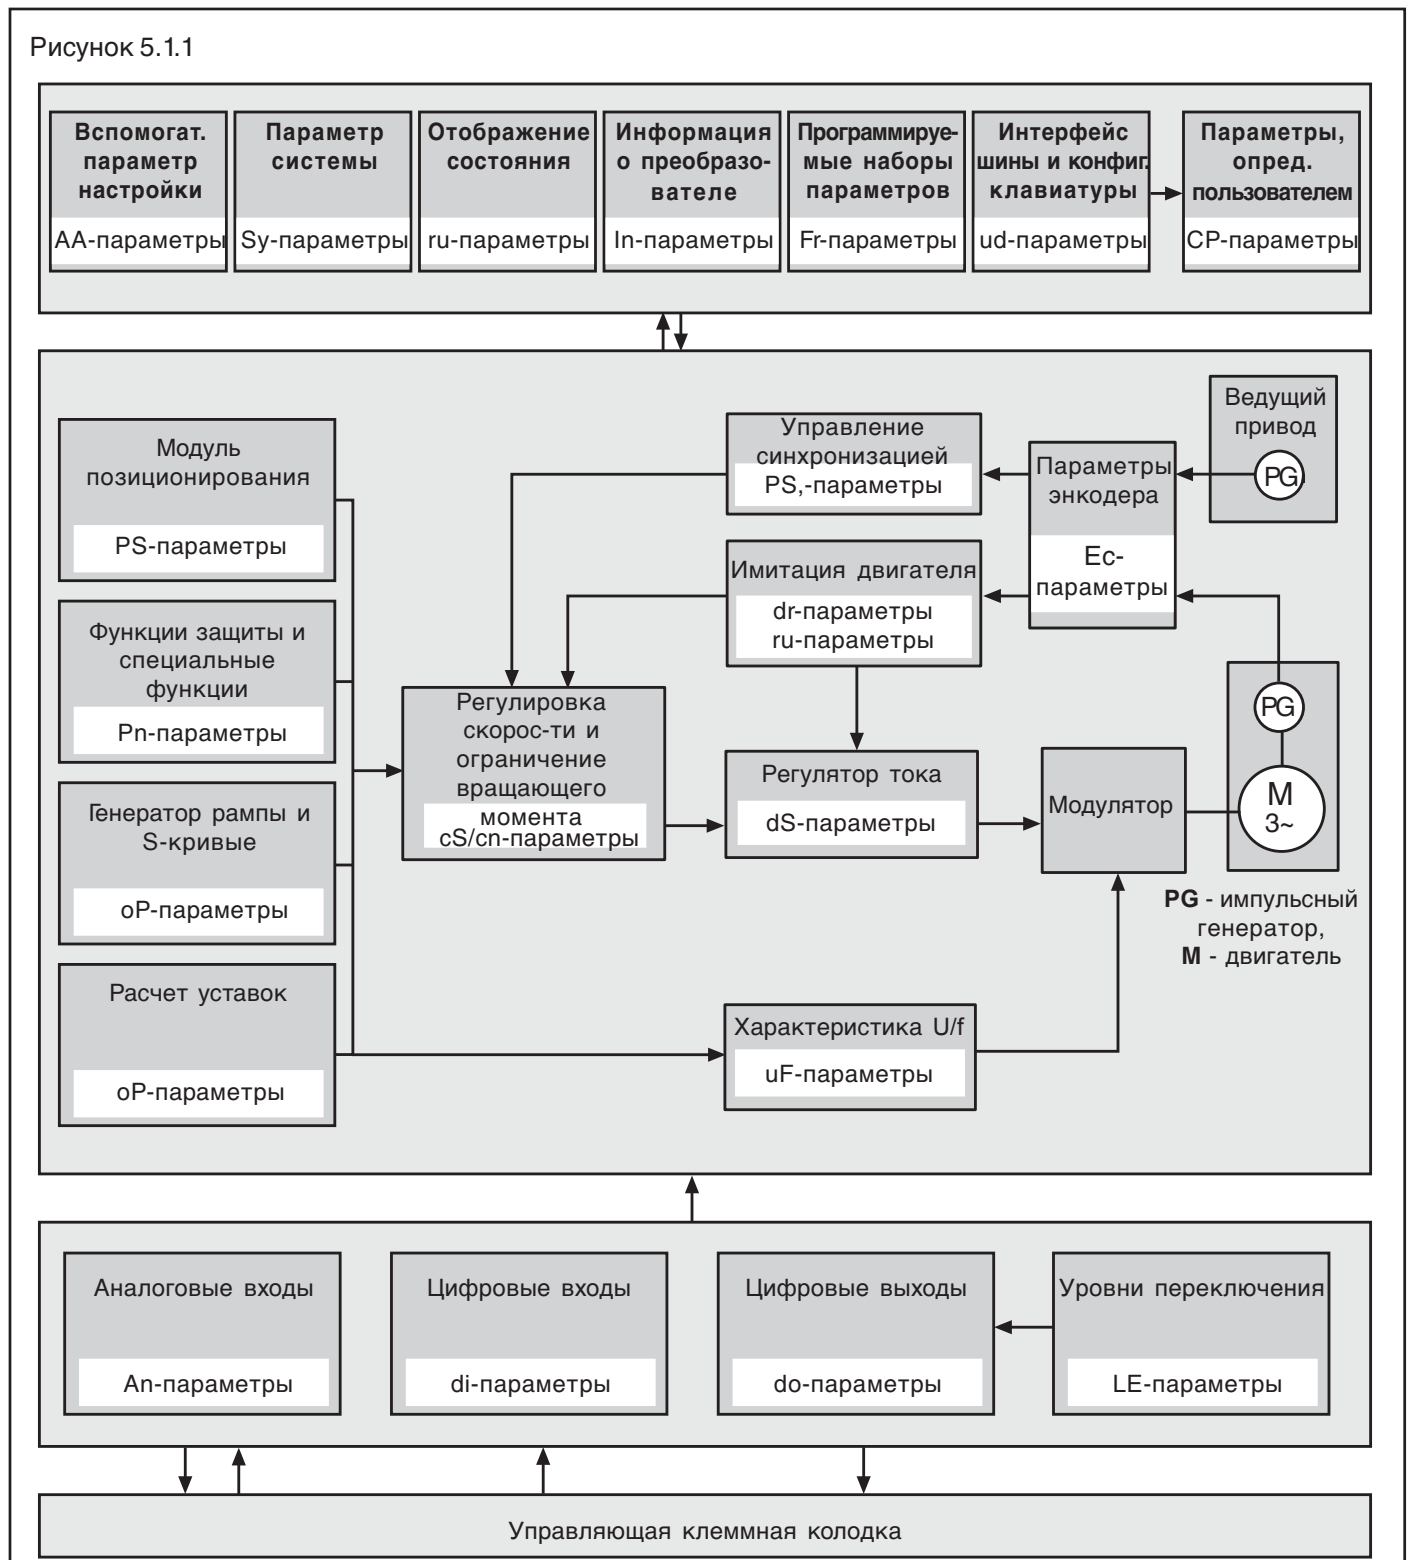 Рисунок 5.1.1
Вспомогат.
параметр
настройки
AA-параметры
Параметр
системы
Sy-параметры
Отображение
состояния
ru-параметры
Информация
о преобразо-
вателе
In-параметры
Программируе-
мые наборы
параметров
Fr-параметры
Интерфейс
шины и конфиг.
клавиатуры
ud-параметры
Параметры,
опред.
пользователем
CP-параметры
Модуль
позиционирования
PS-параметры
Функции защиты и
специальные
функции
Pn-параметры
Генератор рампы и
S-кривые
oP-параметры
Расчет уставок
oP-параметры
Регулировка
скорос-ти и
ограничение
вращающего
момента
cS/cn-параметры
Управление
синхронизацией
PS,-параметры
Имитация двигателя
dr-параметры
ru-параметры
Регулятор тока
dS-параметры
Характеристика U/f
uF-параметры
Параметры
энкодера
Ec-
параметры
Ведущий
привод
PG
Модулятор
PG
M
3~
PG - импульсный
генератор,
M - двигатель
Аналоговые входы
An-параметры
Цифровые входы
di-параметры
Цифровые выходы
do-параметры
Уровни переключения
LE-параметры
Управляющая клеммная колодка